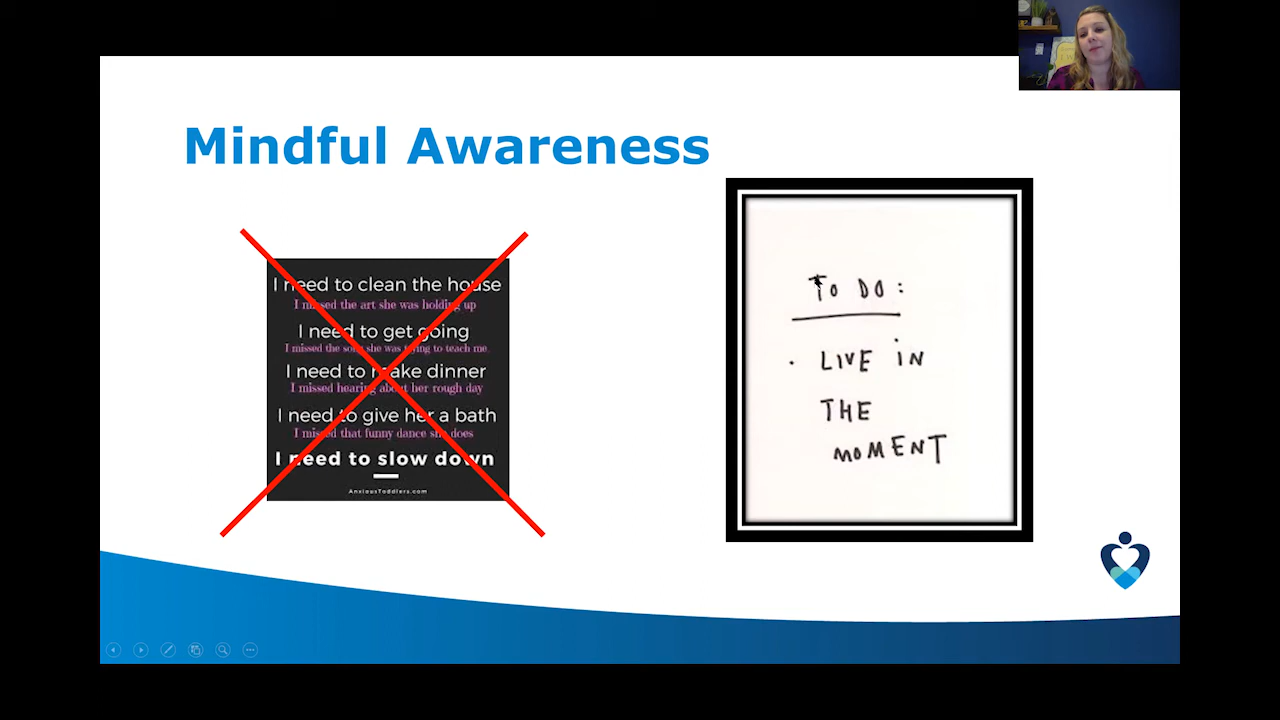 Mindful Awareness
I need to clean the house
I missed the art she was holding up
I need to get going
I missed the song she was trying to teach me
I need to make dinner
I missed hearing about her rough day
I need to give her a bath
I missed that funny dance she does
I need to slow down
AnxiousToddlers.com
TO DO:
· LIVE IN
THE
MOMENT